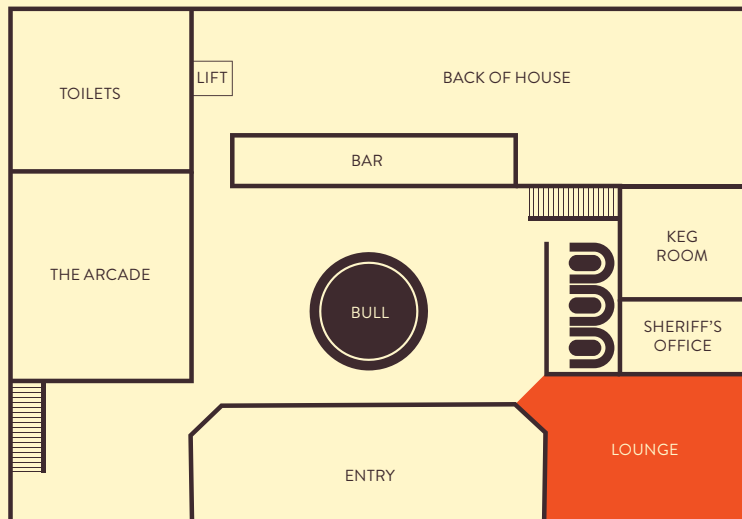 TOILETS
LIFT
BACK OF HOUSE
BAR
THE ARCADE
KEG
ROOM
BULL
SHERIFF'S
OFFICE
LOUNGE
ENTRY